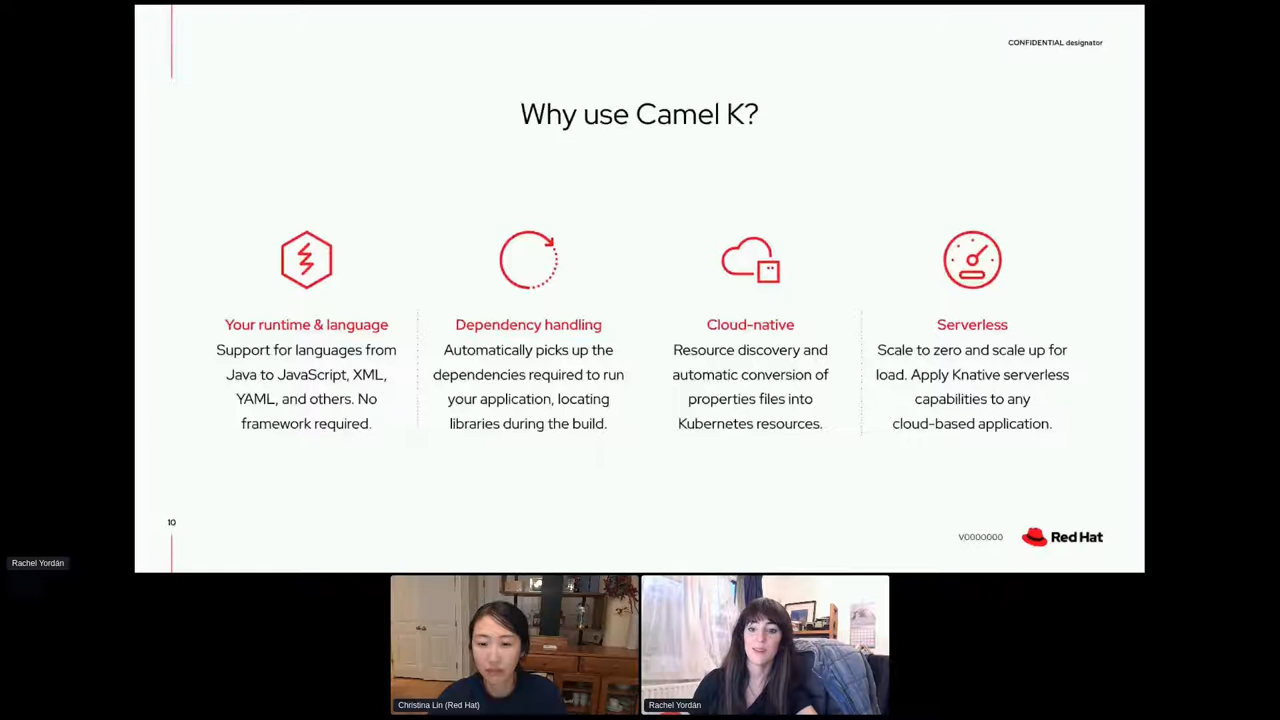 CONFIDENTIAL designator
Why use Camel K?
Your runtime & language
Support for languages from
Java to JavaScript, XML,
YAML, and others. No
framework required.
Dependency handling
Automatically picks up the
dependencies required to run
your application, locating
libraries during the build.
Cloud-native
Resource discovery and
automatic conversion of
properties files into
Kubernetes resources.
Serverless
Scale to zero and scale up for
load. Apply Knative serverless
capabilities to any
cloud-based application.
10
V0000000
Red Hat
Rachel Yordán
Christina Lin (Red Hat)
Rachel Yordán